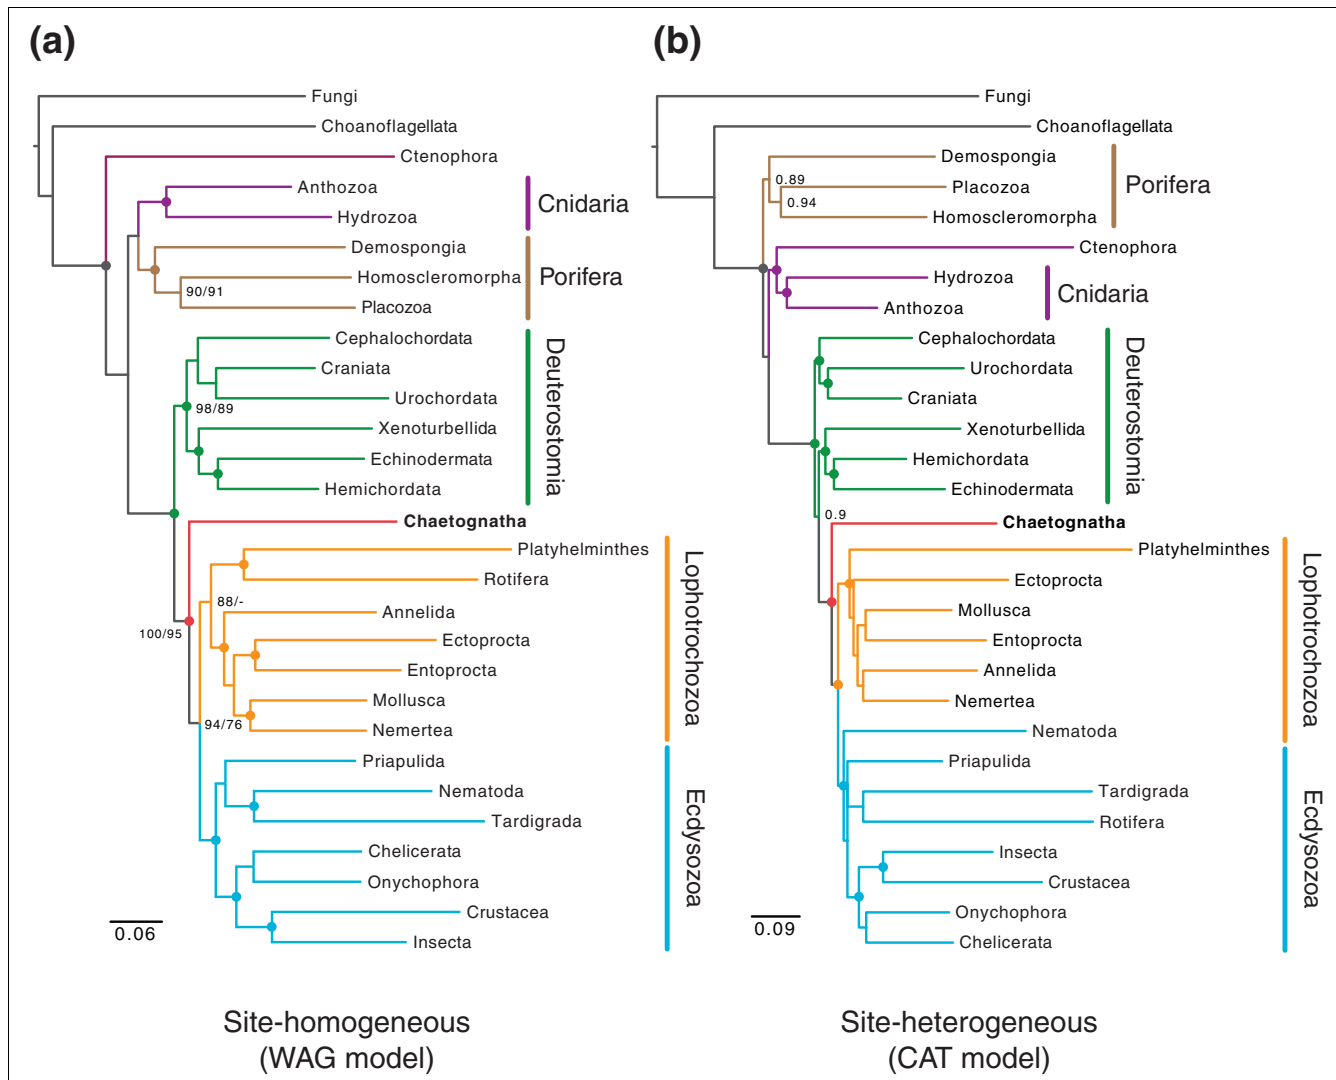 (a)
Fungi
Choanoflagellata
Ctenophora
Anthozoa
Hydrozoa
Cnidaria
Demospongia
Homoscleromorpha
90/91
Placozoa
Porifera
Cephalochordata
Craniata
Urochordata
98/89
Xenoturbellida
Echinodermata
Hemichordata
Deuterostomia
Chaetognatha
100/95
Platyhelminthes
Rotifera
88/-
Annelida
Ectoprocta
Entoprocta
Mollusca
94/76
Nemertea
Lophotrochozoa
Priapulida
Nematoda
Tardigrada
Chelicerata
Onychophora
Crustacea
Insecta
Ecdysozoa
0.06
Site-homogeneous
(WAG model)
(b)
Fungi
Choanoflagellata
Demospongia
0.89
Placozoa
0.94
Homoscleromorpha
Porifera
Ctenophora
Hydrozoa
Anthozoa
Cnidaria
Cephalochordata
Urochordata
Craniata
Xenoturbellida
Hemichordata
Echinodermata
Deuterostomia
0.9
Chaetognatha
Platyhelminthes
Ectoprocta
Mollusca
Entoprocta
Annelida
Nemertea
Lophotrochozoa
Nematoda
Priapulida
Tardigrada
Rotifera
Insecta
Crustacea
Onychophora
Chelicerata
Ecdysozoa
0.09
Site-heterogeneous
(CAT model)